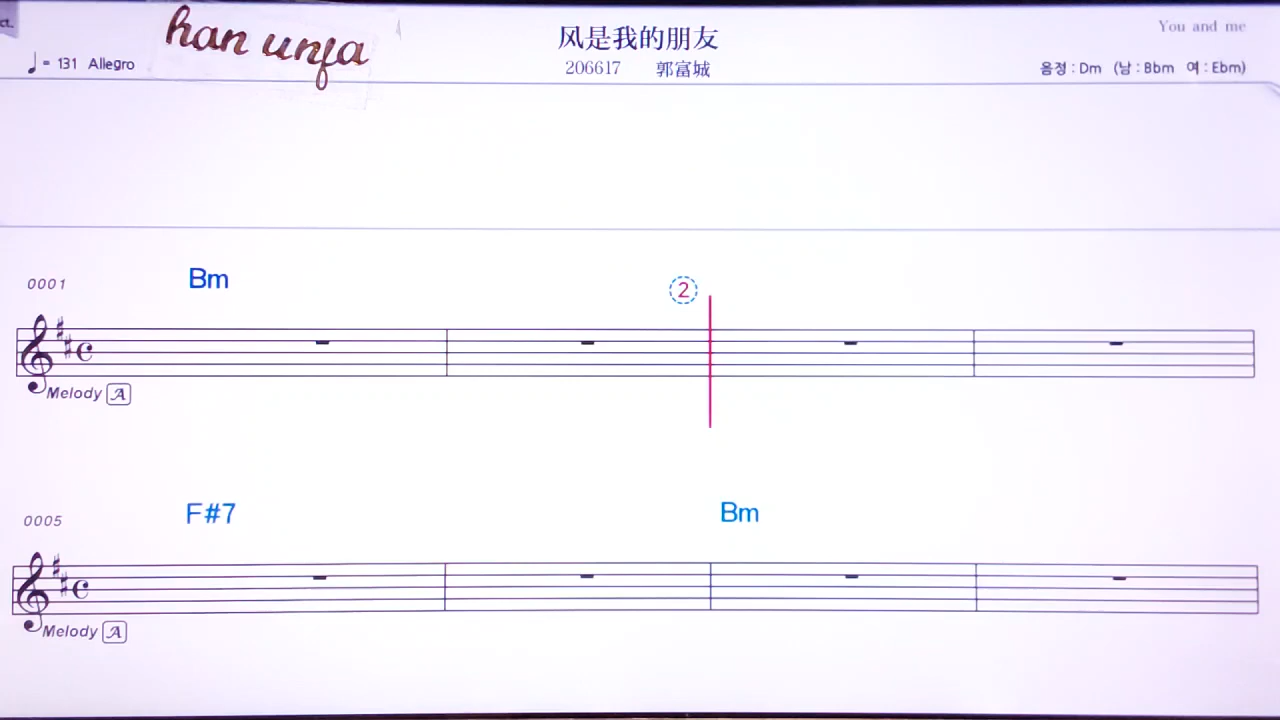 ct.
han unfa
风是我的朋友
You and me
♩= 131 Allegro
206617 郭富城
음정 : Dm (남 : Bbm 여 : Ebm)
0001 Bm ②
Melody A
0005 F#7 Bm
Melody A